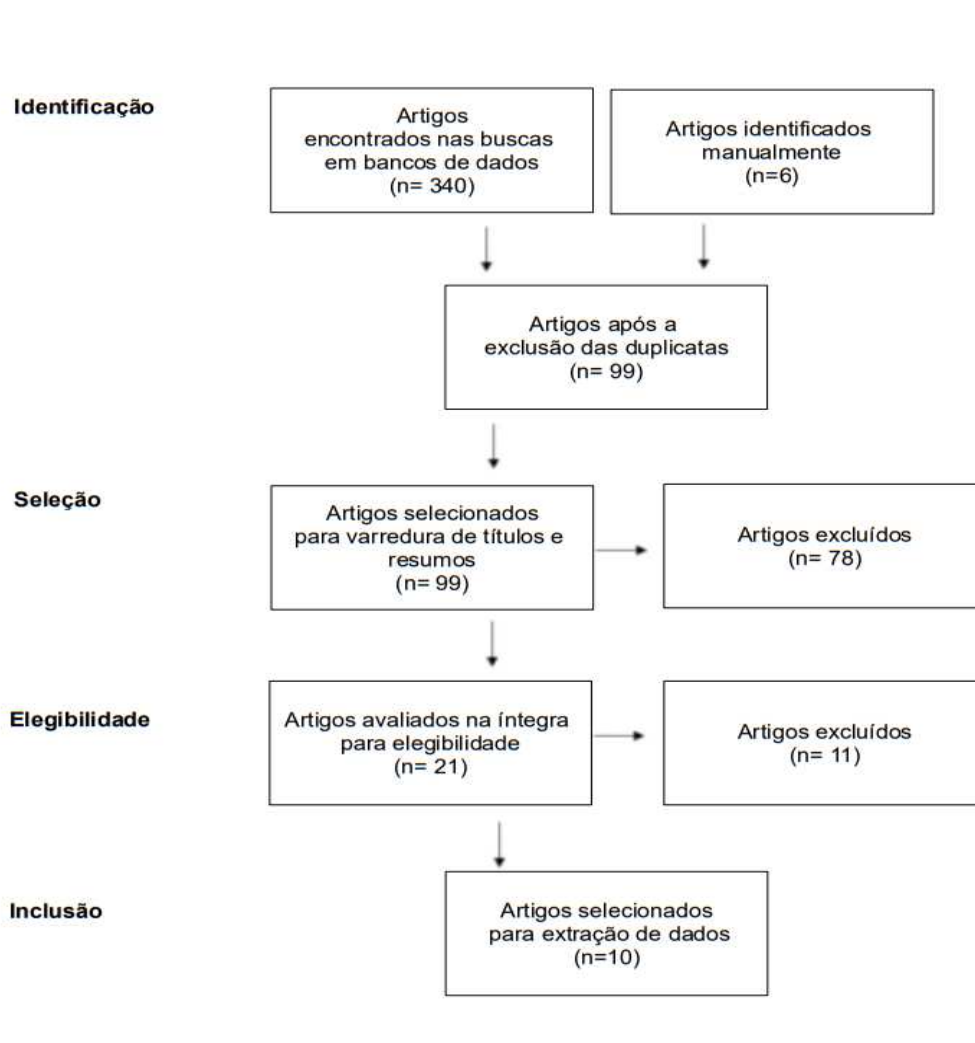 Identificação
Artigos
encontrados nas buscas
em bancos de dados
(n= 340)
Artigos identificados
manualmente
(n=6)
Artigos após a
exclusão das duplicatas
(n= 99)
Seleção
Artigos selecionados
para varredura de títulos e
resumos
(n= 99)
Artigos excluídos
(n= 78)
Elegibilidade
Artigos avaliados na íntegra
para elegibilidade
(n= 21)
Artigos excluídos
(n= 11)
Inclusão
Artigos selecionados
para extração de dados
(n=10)